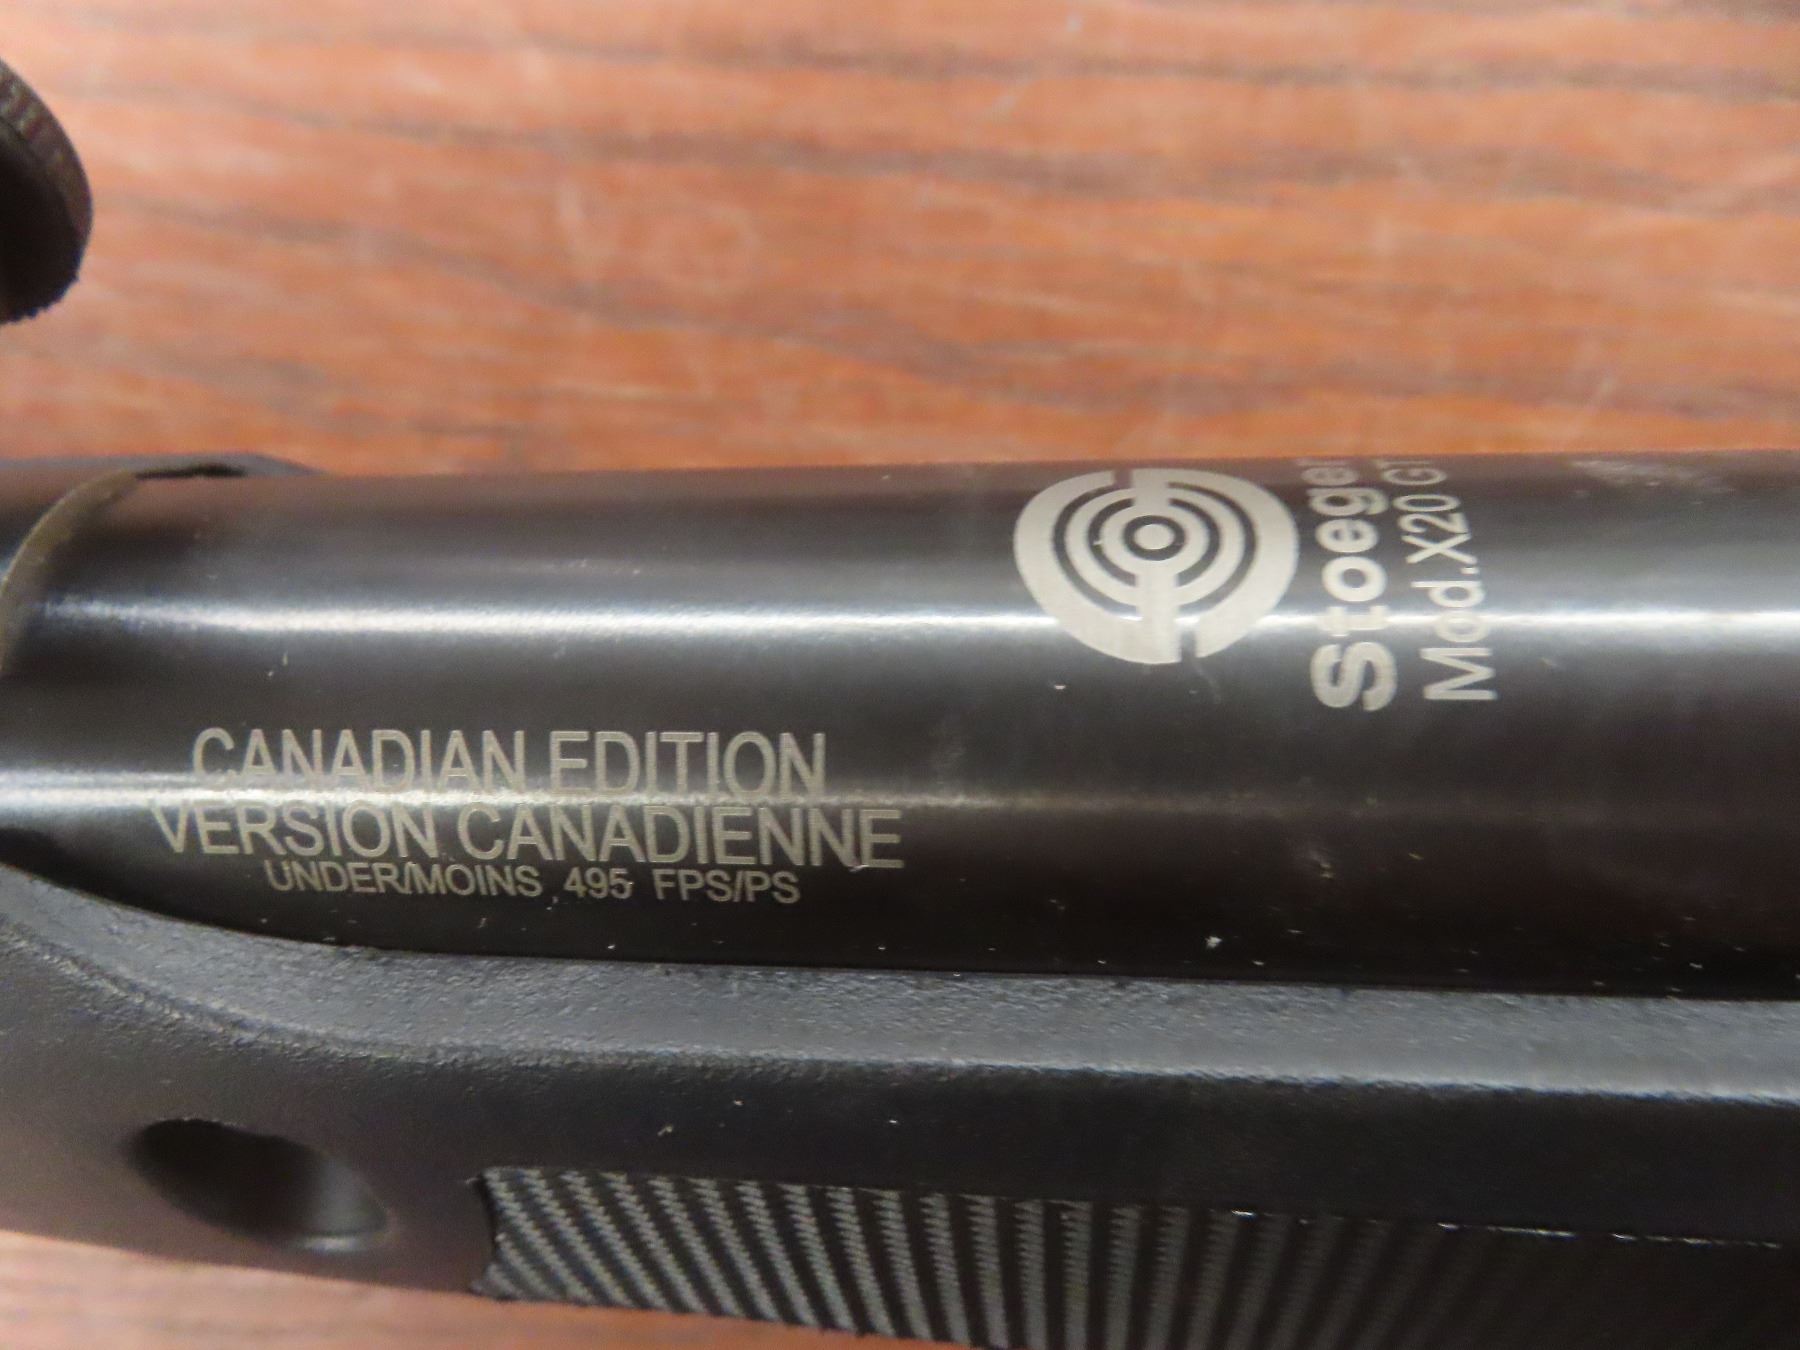 CANADIAN EDITION
VERSION CANADIENNE
UNDER/MOINS 495 FPS/PS
Stoeger
Mod.X20